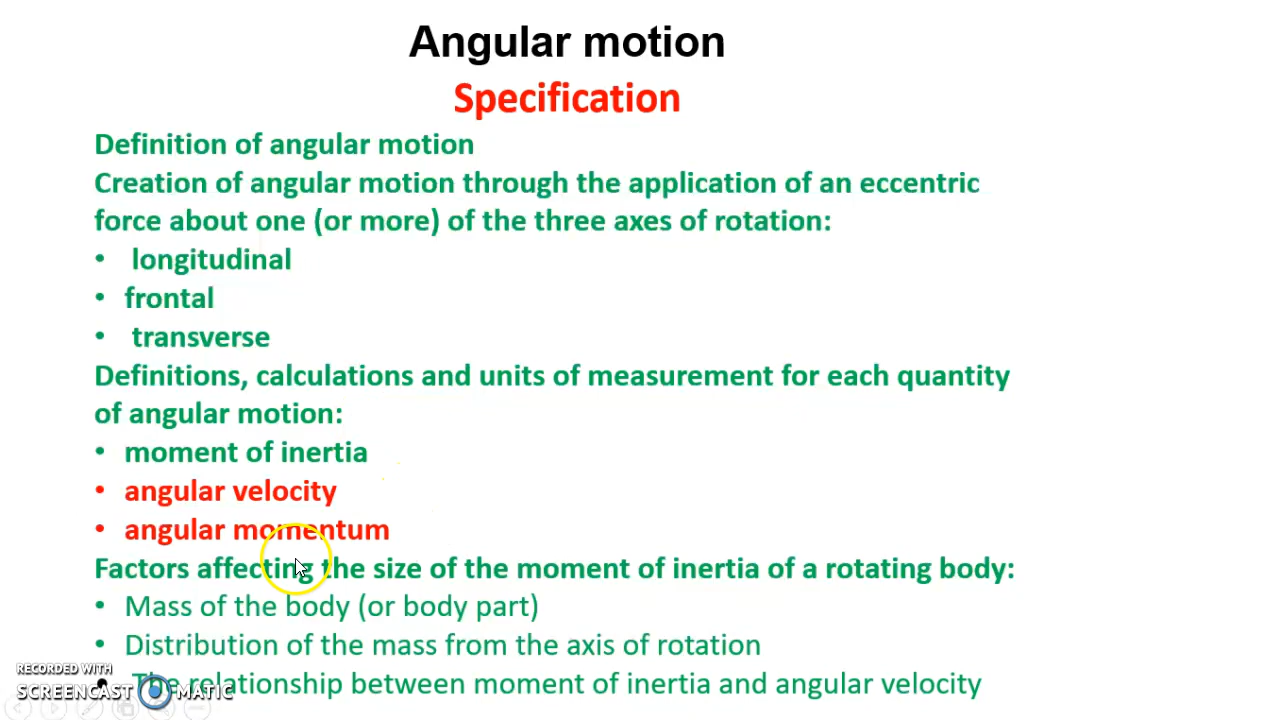 Angular motion
Specification
Definition of angular motion
Creation of angular motion through the application of an eccentric
force about one (or more) of the three axes of rotation:
• longitudinal
• frontal
• transverse
Definitions, calculations and units of measurement for each quantity
of angular motion:
• moment of inertia
• angular velocity
• angular momentum
Factors affecting the size of the moment of inertia of a rotating body:
• Mass of the body (or body part)
• Distribution of the mass from the axis of rotation
• The relationship between moment of inertia and angular velocity
RECORDED WITH
SCREENCAST MATIC